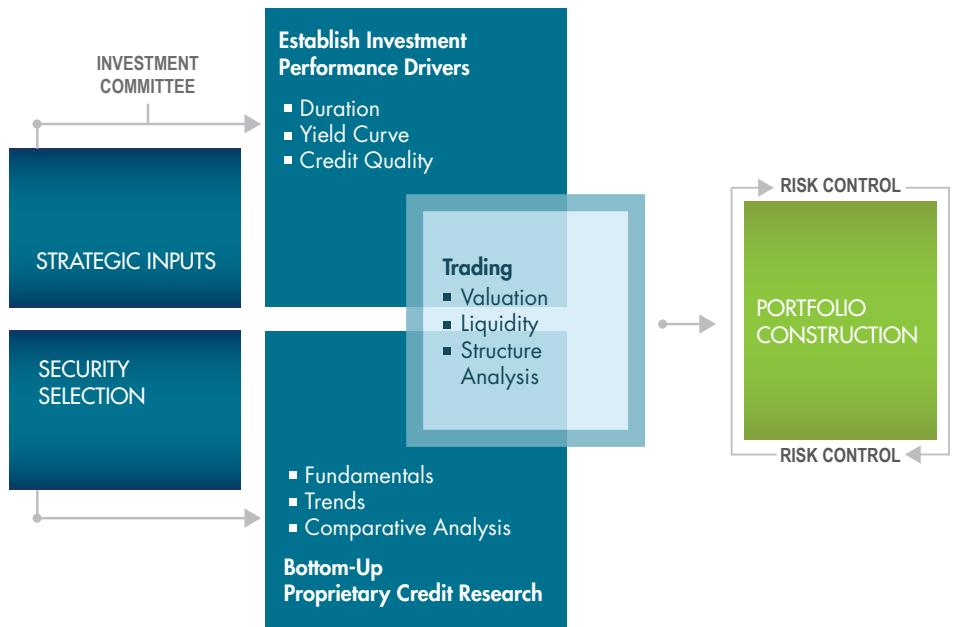 INVESTMENT
COMMITTEE
STRATEGIC INPUTS
SECURITY
SELECTION
Establish Investment
Performance Drivers
▪ Duration
▪ Yield Curve
▪ Credit Quality
Trading
▪ Valuation
▪ Liquidity
▪ Structure
Analysis
▪ Fundamentals
▪ Trends
▪ Comparative Analysis
Bottom-Up
Proprietary Credit Research
RISK CONTROL
PORTFOLIO
CONSTRUCTION
RISK CONTROL